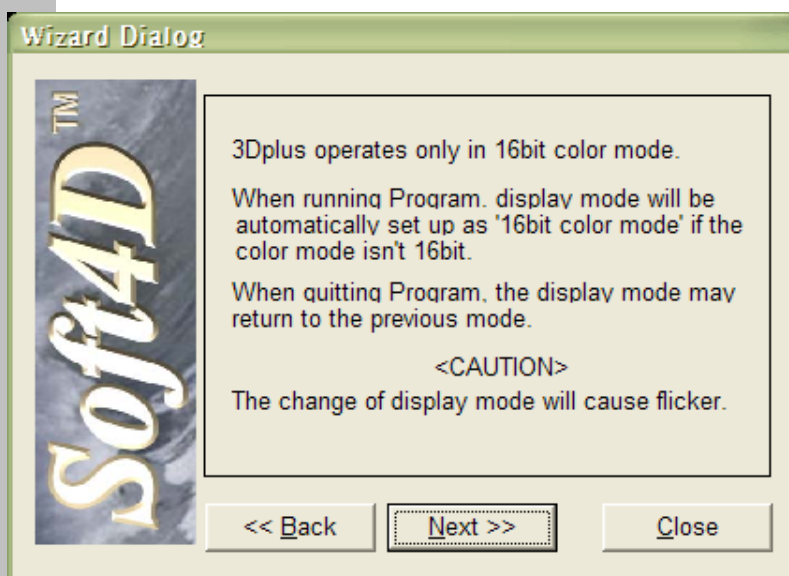 Wizard Dialog
Soft4D™
3Dplus operates only in 16bit color mode.
When running Program, display mode will be
automatically set up as '16bit color mode' if the
color mode isn't 16bit.
When quitting Program, the display mode may
return to the previous mode.
<CAUTION>
The change of display mode will cause flicker.
<< Back
Next >>
Close